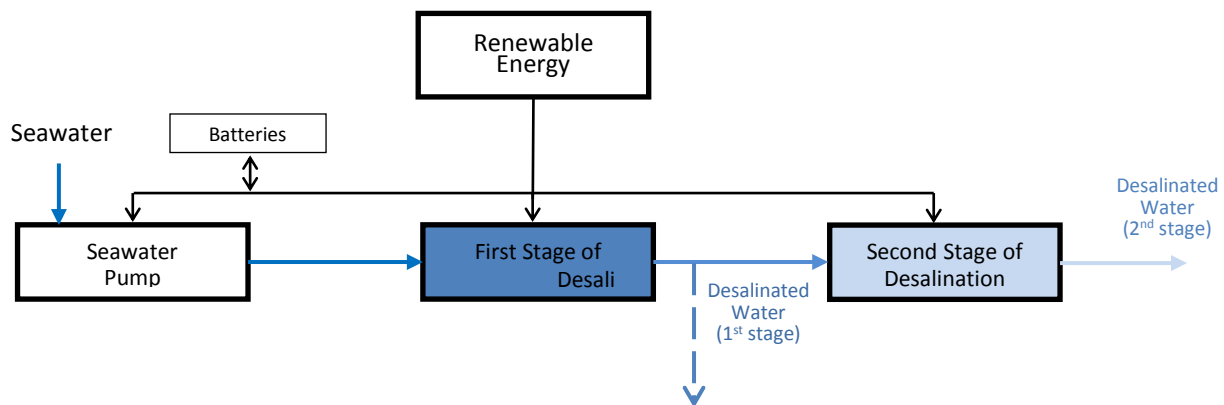 Renewable
Energy
Seawater
Batteries
Seawater
Pump
First Stage of
Desali
Desalinated
Water
(1st stage)
Second Stage of
Desalination
Desalinated
Water
(2nd stage)